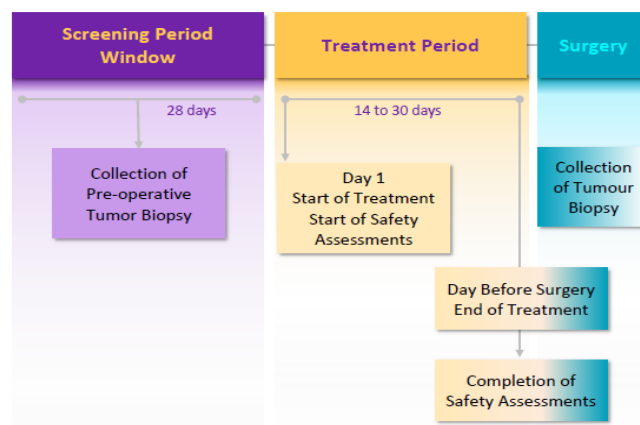 Screening Period
Window
Treatment Period
Surgery
28 days
14 to 30 days
Collection of
Pre-operative
Tumor Biopsy
Day 1
Start of Treatment
Start of Safety
Assessments
Collection
of Tumour
Biopsy
Day Before Surgery
End of Treatment
Completion of
Safety Assessments